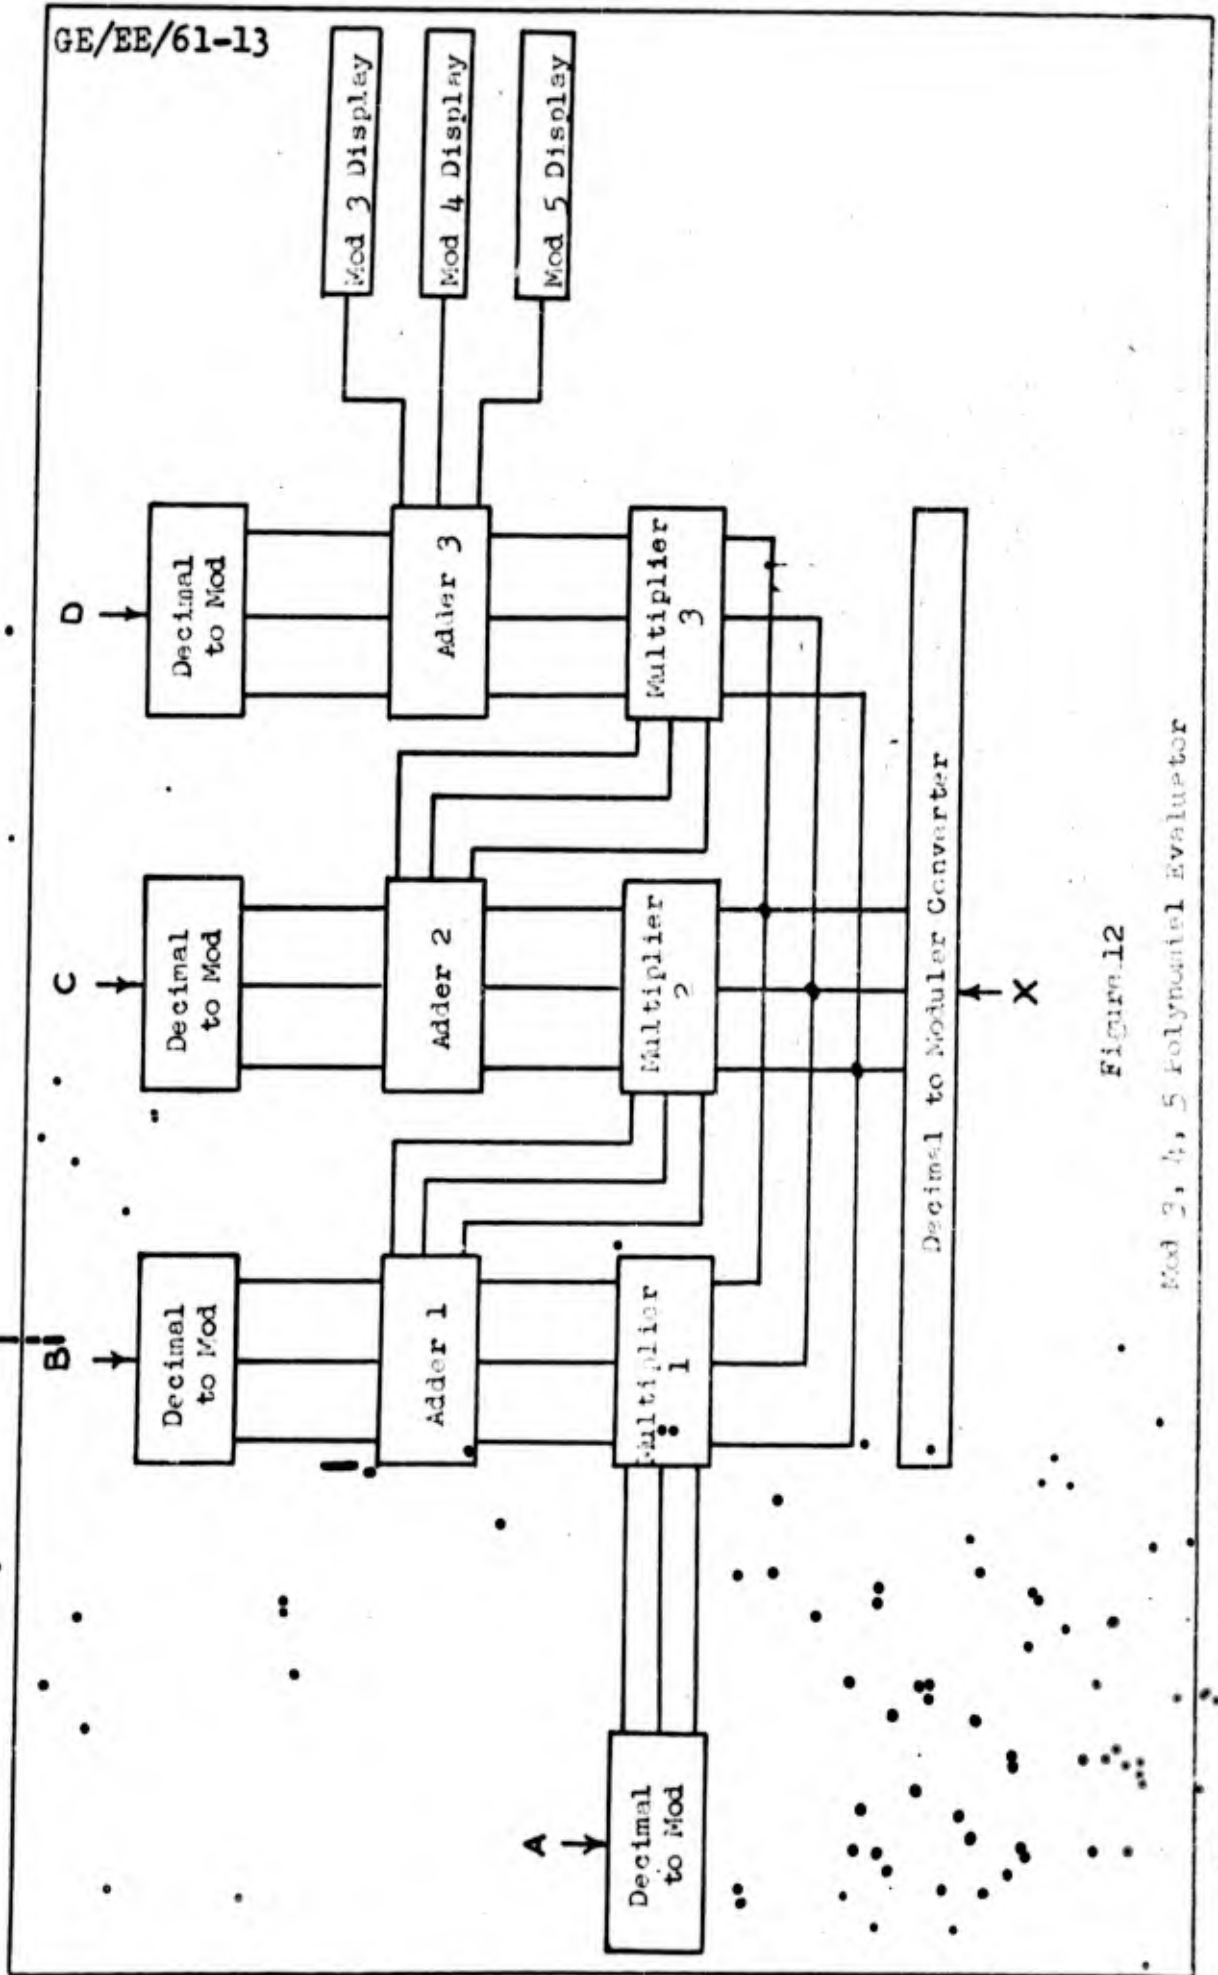 GE/EE/61-13
B
C
D
Decimal
to Mod
Decimal
to Mod
Decimal
to Mod
Mod 3 Display
Mod 4 Display
Mod 5 Display
Adder 1
Adder 2
Adder 3
A
Decimal
to Mod
Multiplier
1
Multiplier
2
Multiplier
3
Decimal to Modular Converter
X
Figure 12
Mod 3, 4, 5 Polynomial Evaluator